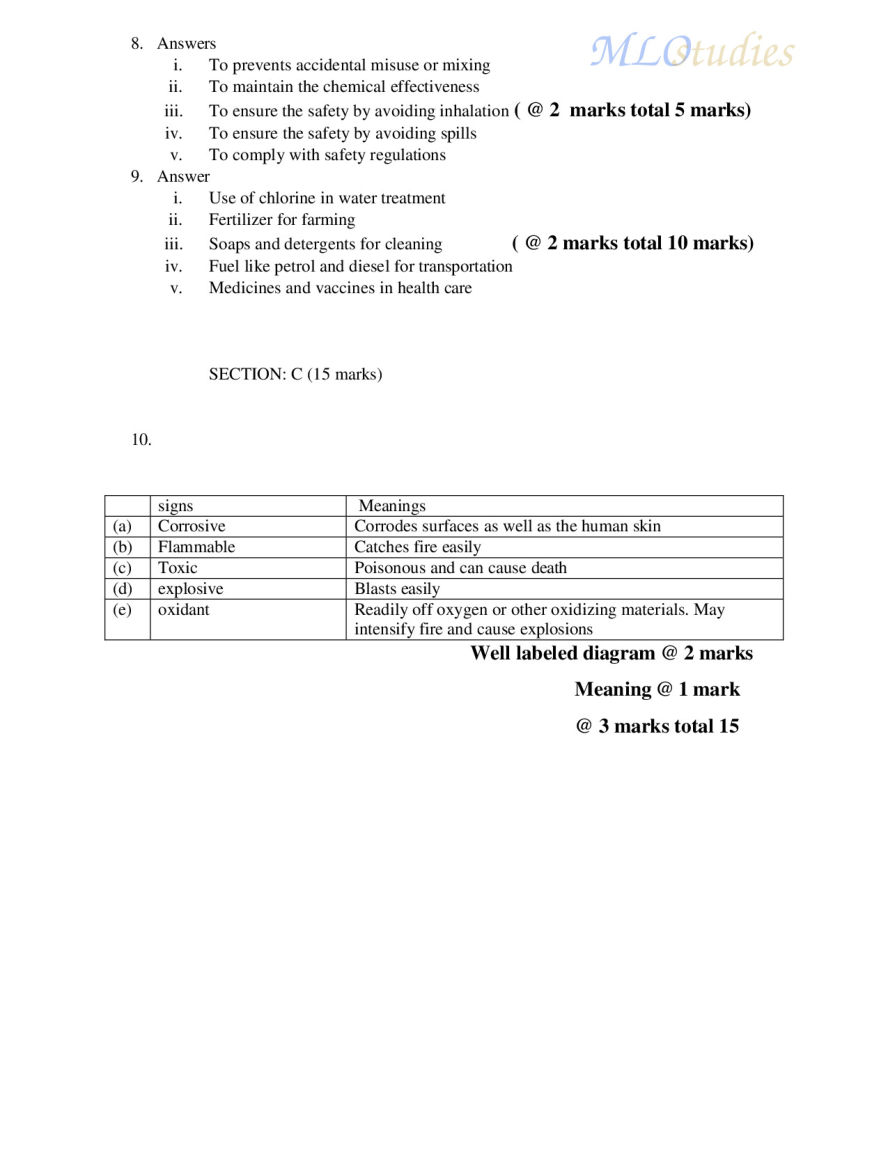 MLOstudies
8. Answers
i. To prevents accidental misuse or mixing
ii. To maintain the chemical effectiveness
iii. To ensure the safety by avoiding inhalation ( @ 2 marks total 5 marks)
iv. To ensure the safety by avoiding spills
v. To comply with safety regulations
9. Answer
i. Use of chlorine in water treatment
ii. Fertilizer for farming
iii. Soaps and detergents for cleaning ( @ 2 marks total 10 marks)
iv. Fuel like petrol and diesel for transportation
v. Medicines and vaccines in health care
SECTION: C (15 marks)
10.
signs Meanings
(a) Corrosive Corrodes surfaces as well as the human skin
(b) Flammable Catches fire easily
(c) Toxic Poisonous and can cause death
(d) explosive Blasts easily
(e) oxidant Readily off oxygen or other oxidizing materials. May
intensify fire and cause explosions
Well labeled diagram @ 2 marks
Meaning @ 1 mark
@ 3 marks total 15